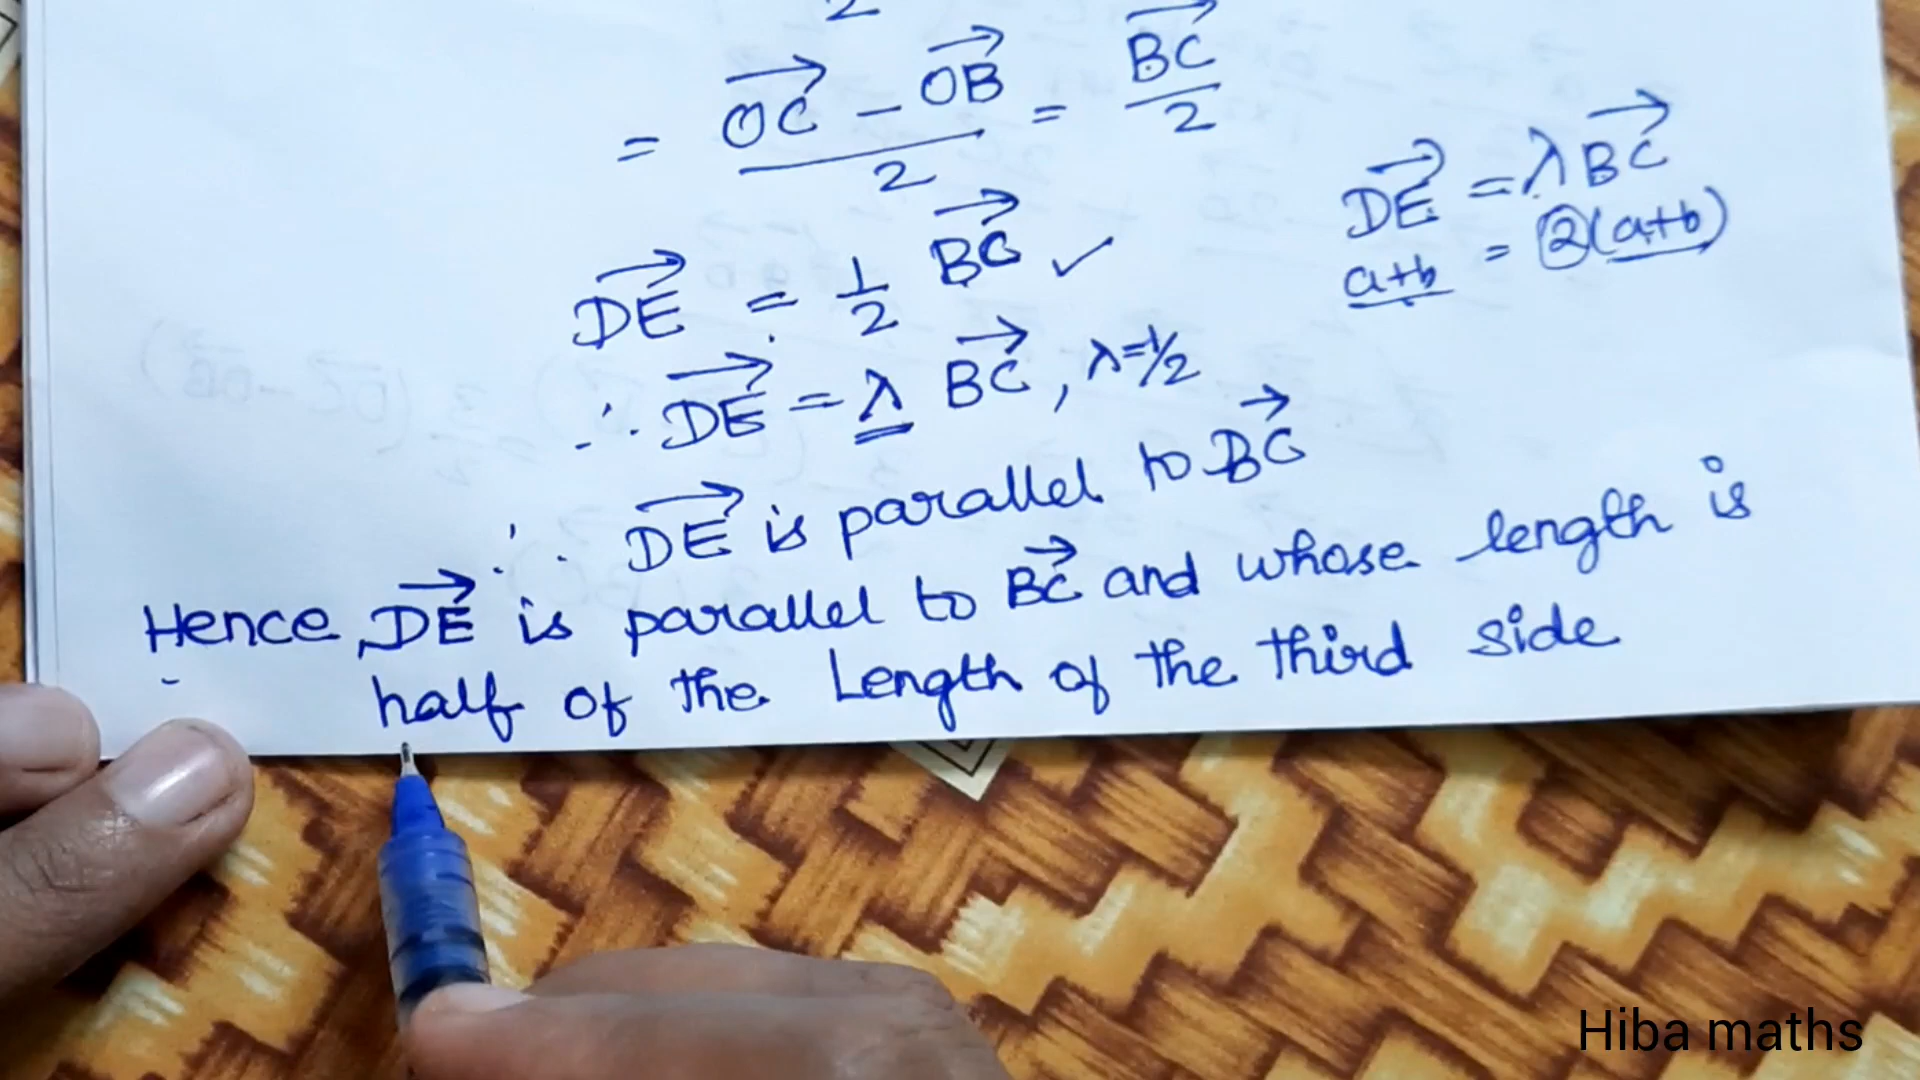 2
= (OC⃗ - OB⃗)/2 = BC⃗/2
DE⃗ = 1/2 BC⃗ ✓
∴ DE⃗ = λ BC⃗, λ=1/2
∴ DE⃗ is parallel to BC⃗
Hence, DE⃗ is parallel to BC⃗ and whose length is
half of the Length of the third side
DE⃗ = λ BC⃗
a+b = 2(a+b)
Hiba maths